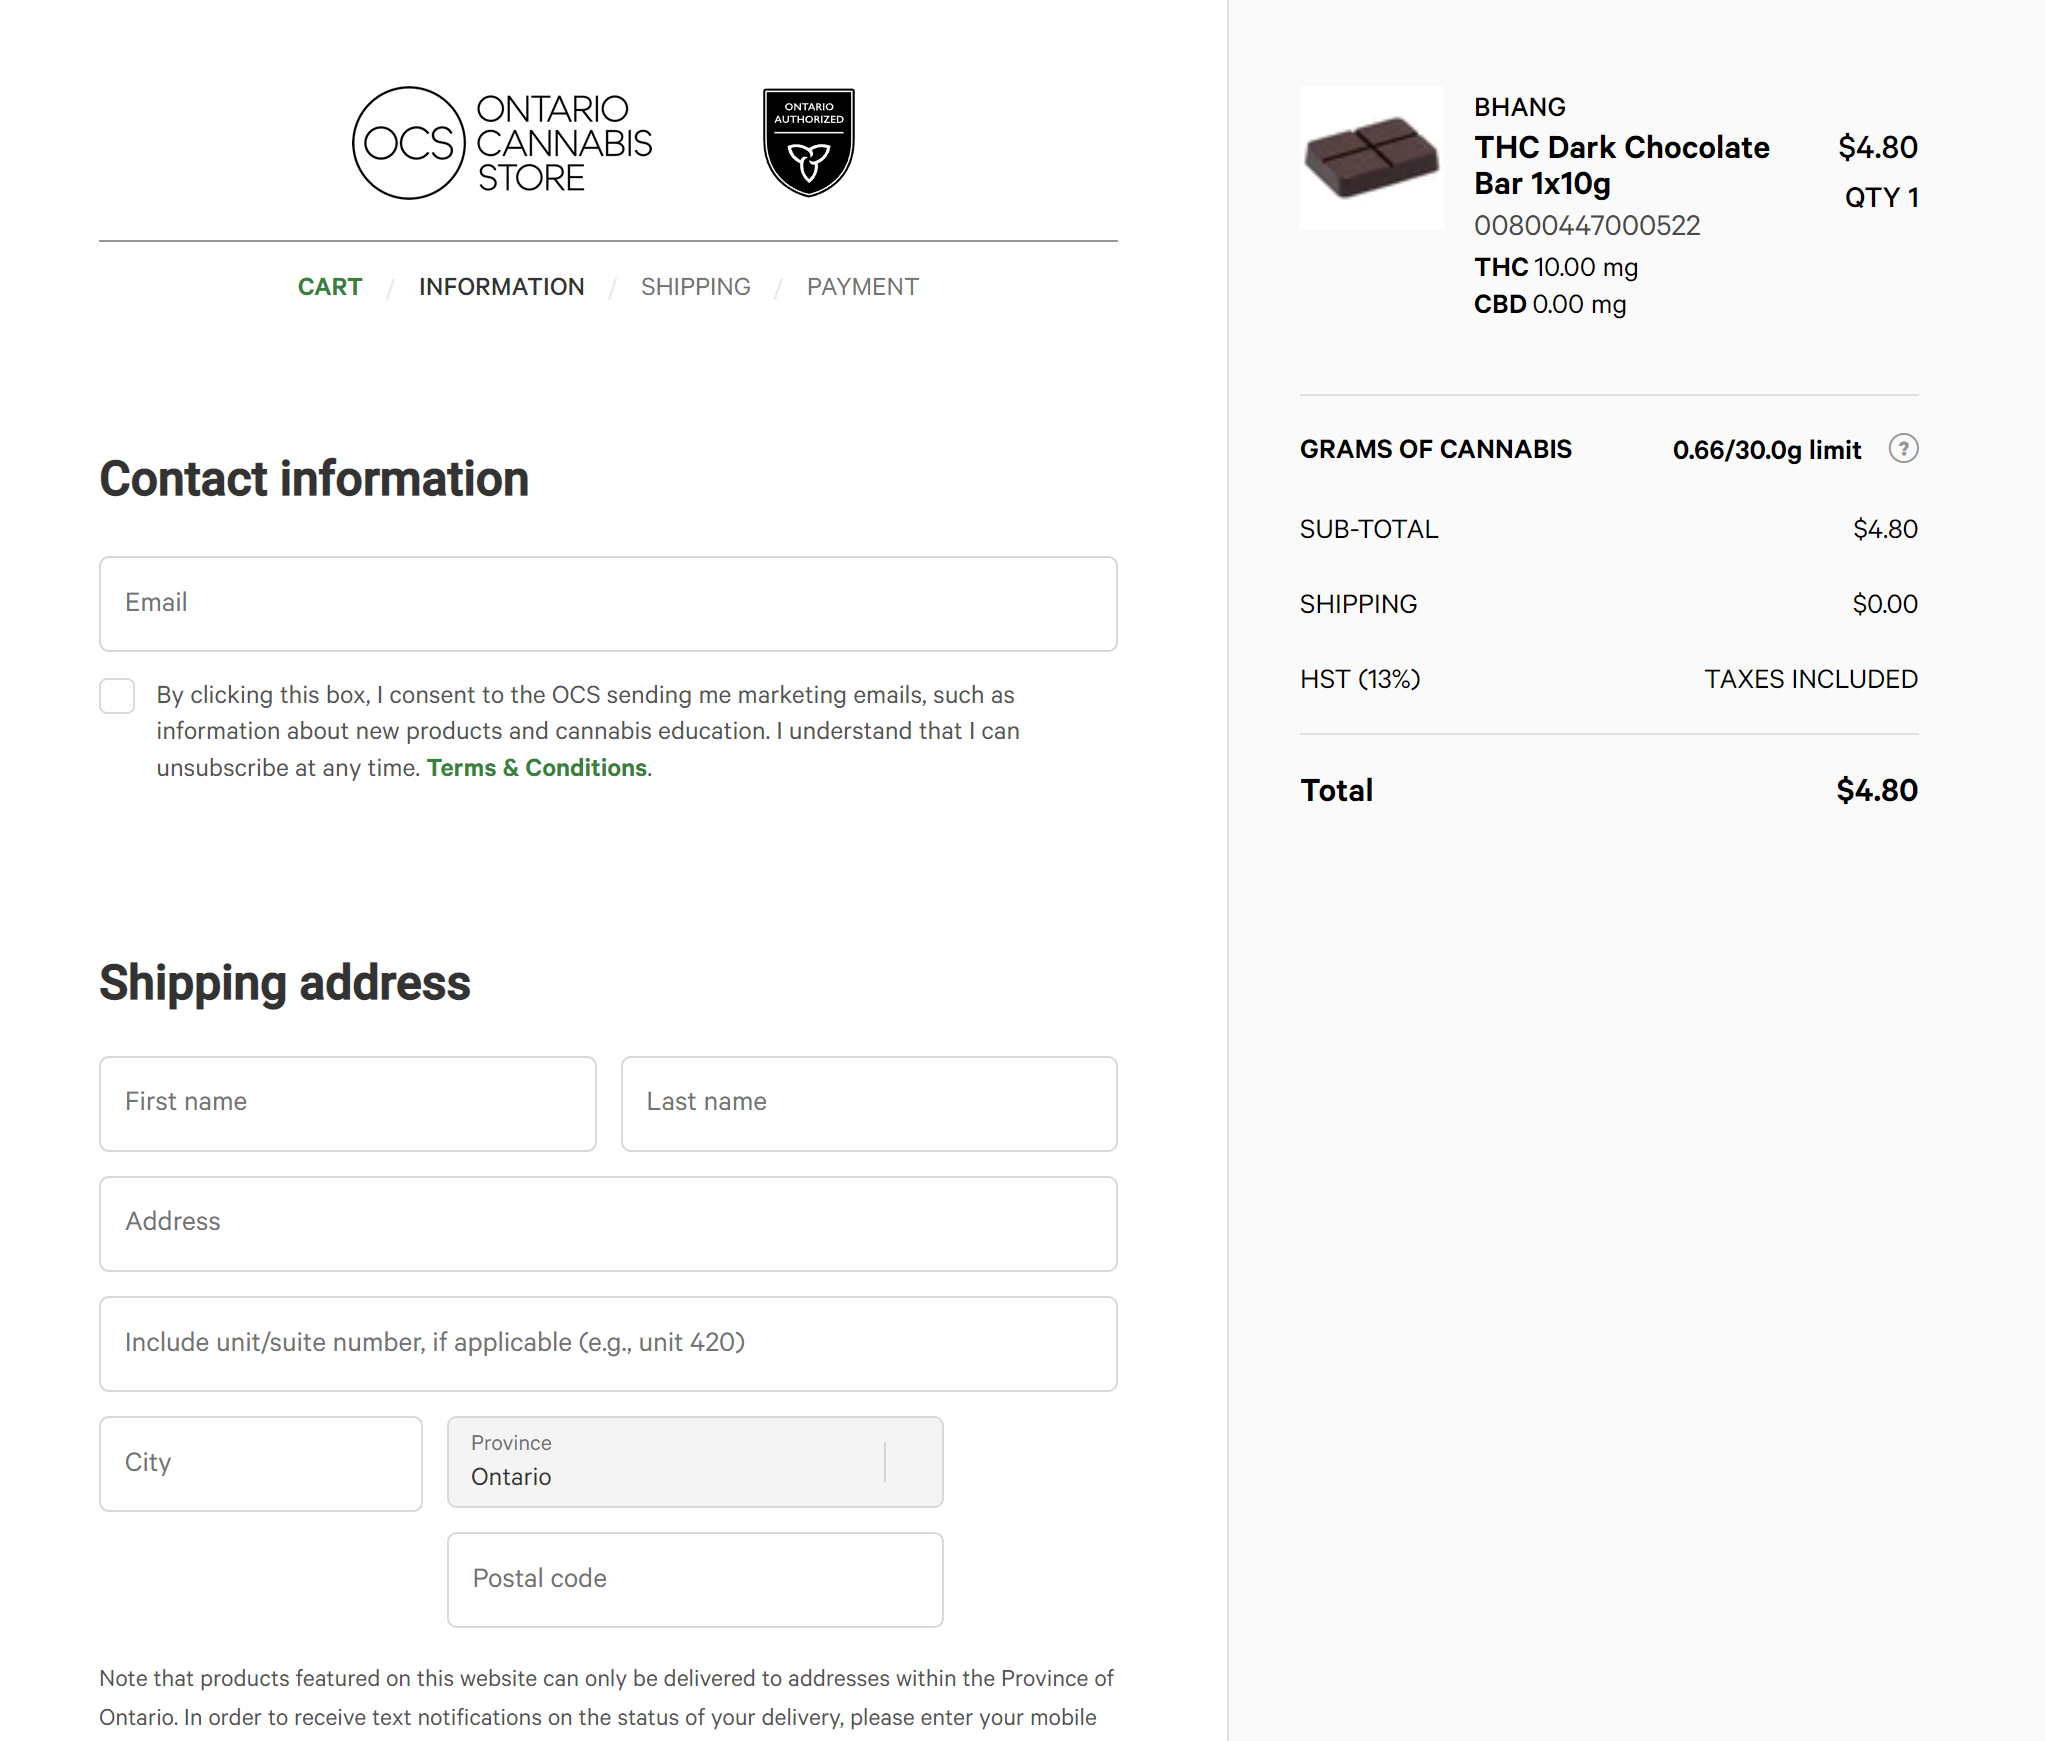 OCS
ONTARIO
CANNABIS
STORE
ONTARIO
AUTHORIZED
CART / INFORMATION / SHIPPING / PAYMENT
Contact information
Email
By clicking this box, I consent to the OCS sending me marketing emails, such as
information about new products and cannabis education. I understand that I can
unsubscribe at any time. Terms & Conditions.
Shipping address
First name
Last name
Address
Include unit/suite number, if applicable (e.g., unit 420)
City
Province
Ontario
Postal code
Note that products featured on this website can only be delivered to addresses within the Province of
Ontario. In order to receive text notifications on the status of your delivery, please enter your mobile
BHANG
THC Dark Chocolate $4.80
Bar 1x10g QTY 1
00800447000522
THC 10.00 mg
CBD 0.00 mg
GRAMS OF CANNABIS 0.66/30.0g limit ?
SUB-TOTAL $4.80
SHIPPING $0.00
HST (13%) TAXES INCLUDED
Total $4.80